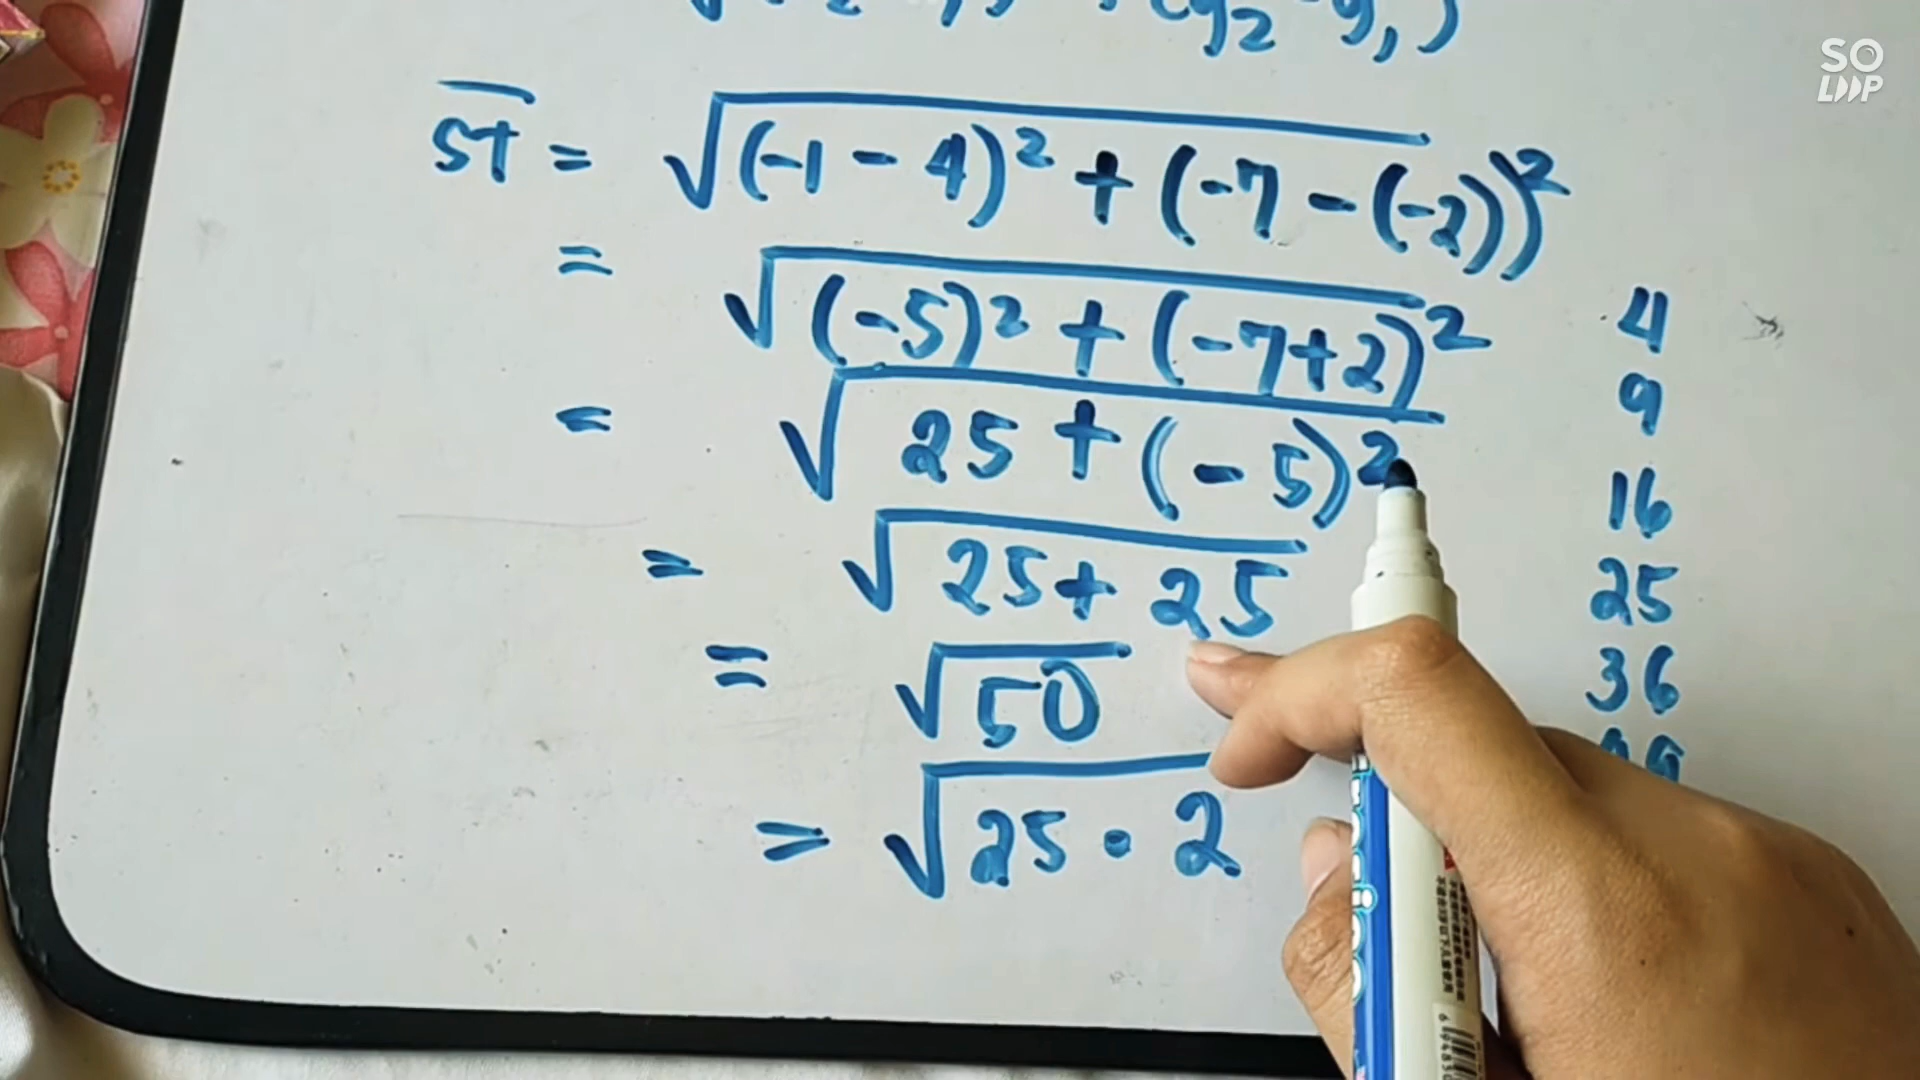 SO
LOOP
ST = √(-1 - 4)² + (-7 - (-2))²
= √(-5)² + (-7+2)²
= √25 + (-5)²
= √25 + 25
= √50
= √25 · 2
4
9
16
25
36